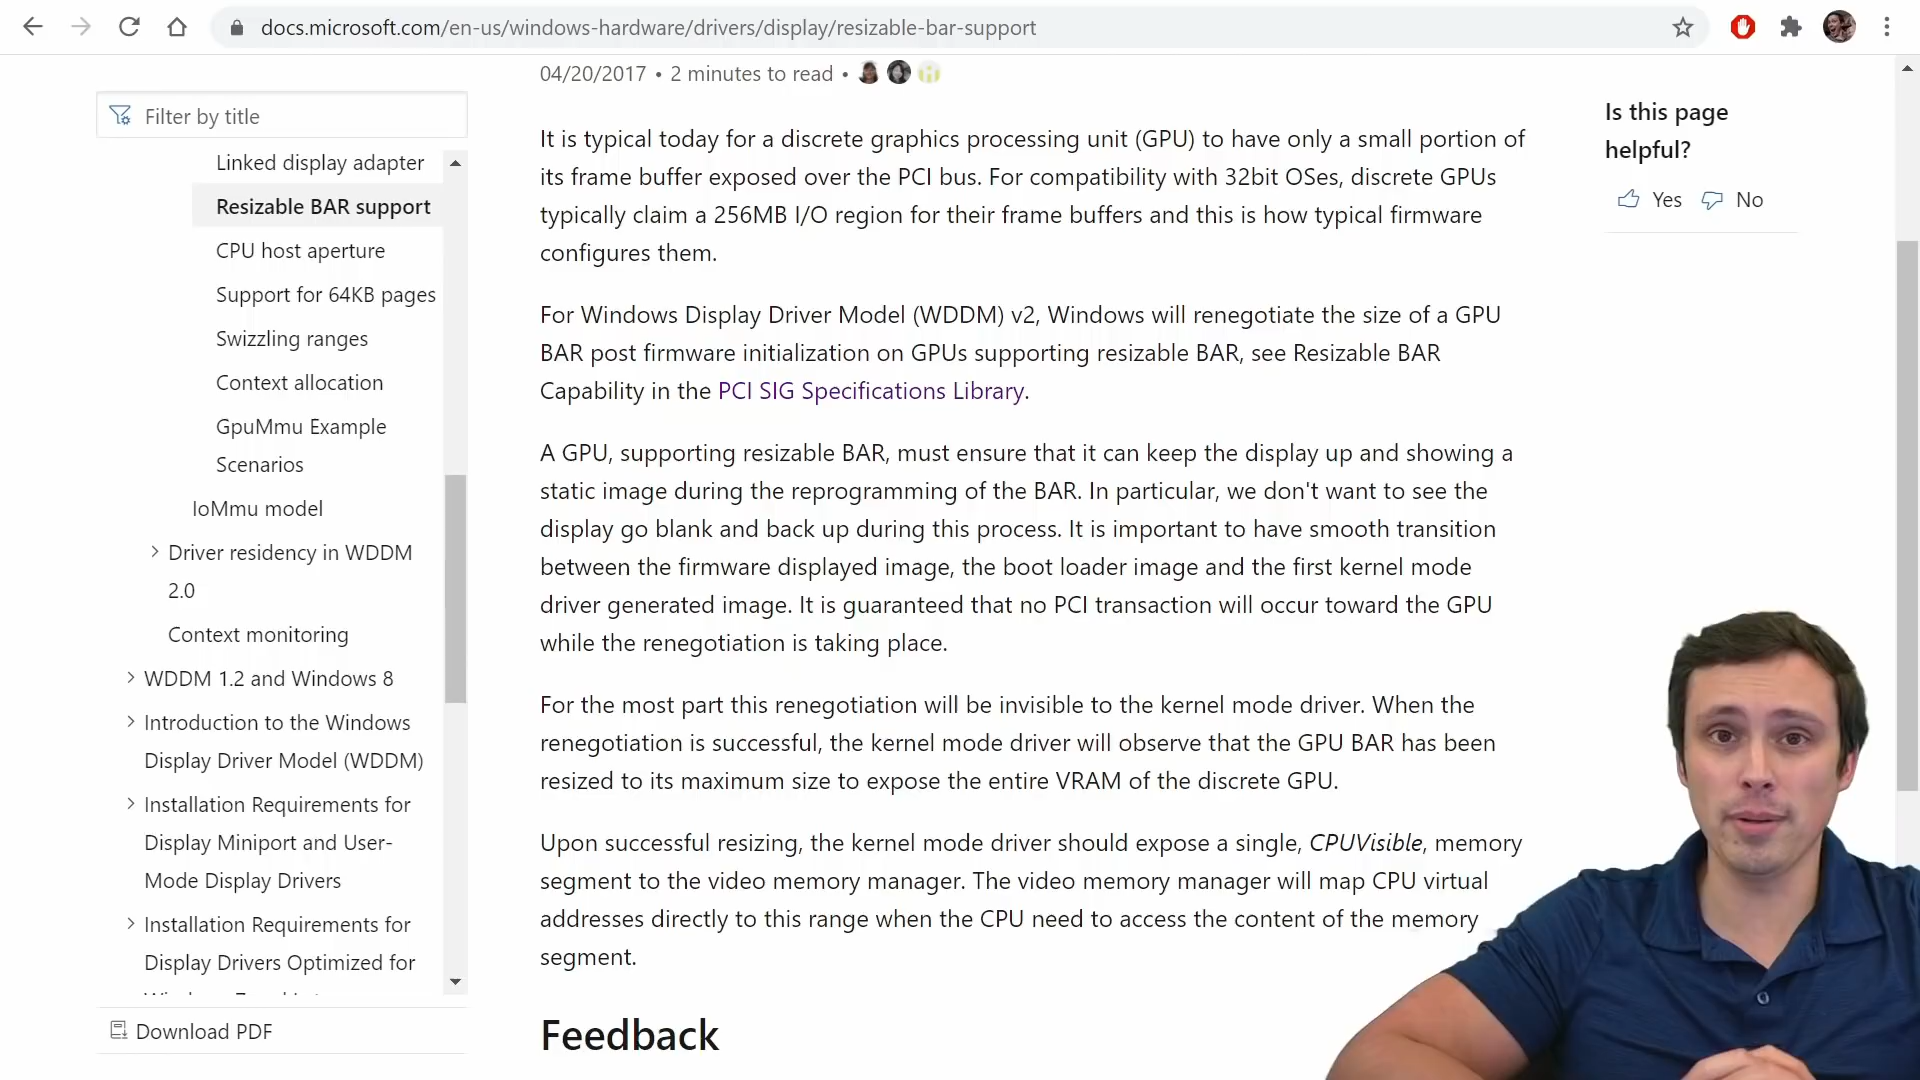 docs.microsoft.com/en-us/windows-hardware/drivers/display/resizable-bar-support
Filter by title
Linked display adapter
Resizable BAR support
CPU host aperture
Support for 64KB pages
Swizzling ranges
Context allocation
GpuMmu Example
Scenarios
IoMmu model
Driver residency in WDDM
2.0
Context monitoring
WDDM 1.2 and Windows 8
Introduction to the Windows
Display Driver Model (WDDM)
Installation Requirements for
Display Miniport and User-
Mode Display Drivers
Installation Requirements for
Display Drivers Optimized for
Download PDF
04/20/2017 • 2 minutes to read •
It is typical today for a discrete graphics processing unit (GPU) to have only a small portion of
its frame buffer exposed over the PCI bus. For compatibility with 32bit OSes, discrete GPUs
typically claim a 256MB I/O region for their frame buffers and this is how typical firmware
configures them.
For Windows Display Driver Model (WDDM) v2, Windows will renegotiate the size of a GPU
BAR post firmware initialization on GPUs supporting resizable BAR, see Resizable BAR
Capability in the PCI SIG Specifications Library.
A GPU, supporting resizable BAR, must ensure that it can keep the display up and showing a
static image during the reprogramming of the BAR. In particular, we don't want to see the
display go blank and back up during this process. It is important to have smooth transition
between the firmware displayed image, the boot loader image and the first kernel mode
driver generated image. It is guaranteed that no PCI transaction will occur toward the GPU
while the renegotiation is taking place.
For the most part this renegotiation will be invisible to the kernel mode driver. When the
renegotiation is successful, the kernel mode driver will observe that the GPU BAR has been
resized to its maximum size to expose the entire VRAM of the discrete GPU.
Upon successful resizing, the kernel mode driver should expose a single, CPUVisible, memory
segment to the video memory manager. The video memory manager will map CPU virtual
addresses directly to this range when the CPU need to access the content of the memory
segment.
Feedback
Is this page
helpful?
Yes No